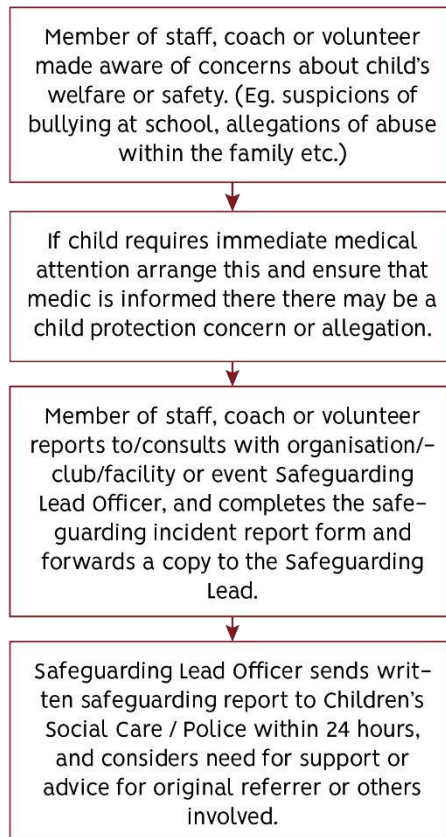 Member of staff, coach or volunteer
made aware of concerns about child's
welfare or safety. (Eg. suspicions of
bullying at school, allegations of abuse
within the family etc.)
If child requires immediate medical
attention arrange this and ensure that
medic is informed there there may be a
child protection concern or allegation.
Member of staff, coach or volunteer
reports to/consults with organisation/-
club/facility or event Safeguarding
Lead Officer, and completes the safe-
guarding incident report form and
forwards a copy to the Safeguarding
Lead.
Safeguarding Lead Officer sends writ-
ten safeguarding report to Children's
Social Care / Police within 24 hours,
and considers need for support or
advice for original referrer or others
involved.